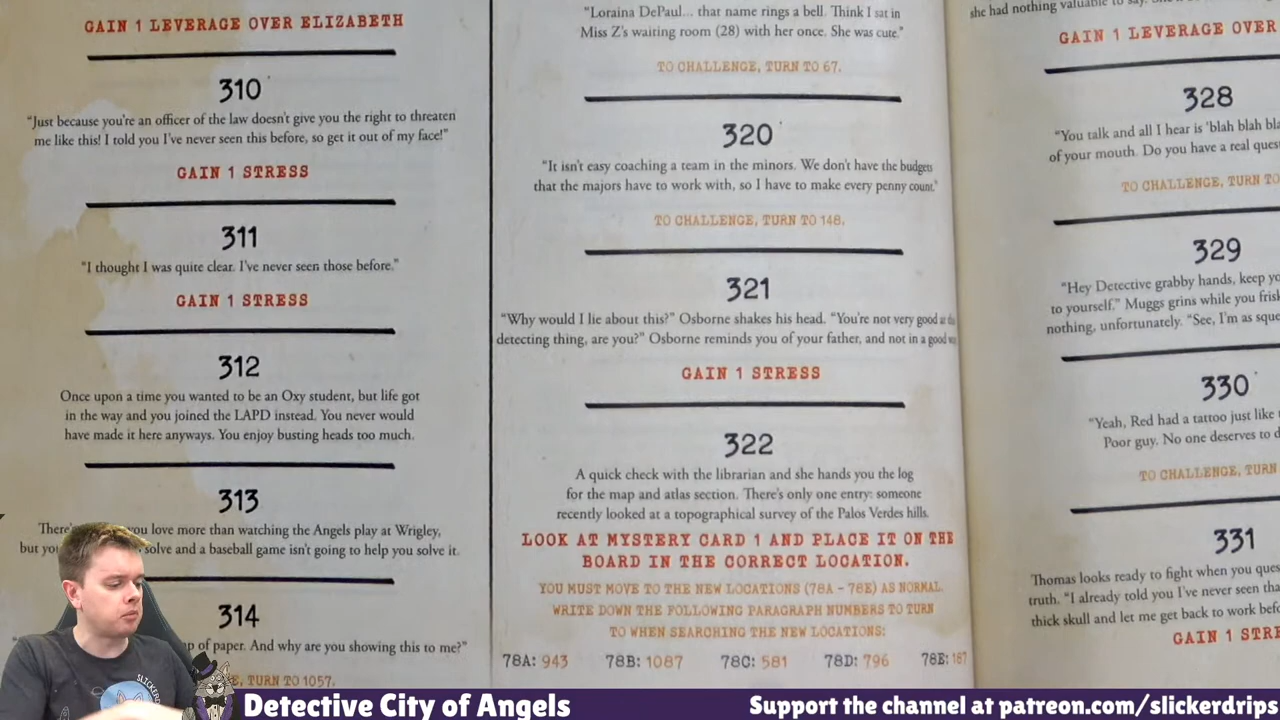 GAIN 1 LEVERAGE OVER ELIZABETH
310
"Just because you're an officer of the law doesn't give you the right to threaten
me like this! I told you I've never seen this before, so get it out of my face!"
GAIN 1 STRESS
311
"I thought I was quite clear. I've never seen those before."
GAIN 1 STRESS
312
Once upon a time you wanted to be an Oxy student, but life got
in the way and you joined the LAPD instead. You never would
have made it here anyways. You enjoy busting heads too much.
313
There's you love more than watching the Angels play at Wrigley,
but solve and a baseball game isn't going to help you solve it.
314
of paper. And why are you showing this to me?"
TURN TO 1057.
"Loraina DePaul... that name rings a bell. Think I sat in
Miss Z's waiting room (28) with her once. She was cute."
TO CHALLENGE, TURN TO 67.
320
"It isn't easy coaching a team in the minors. We don't have the budgets
that the majors have to work with, so I have to make every penny count."
TO CHALLENGE, TURN TO 148.
321
"Why would I lie about this?" Osborne shakes his head. "You're not very good at
detecting thing, are you?" Osborne reminds you of your father, and not in a good
GAIN 1 STRESS
322
A quick check with the librarian and she hands you the log
for the map and atlas section. There's only one entry: someone
recently looked at a topographical survey of the Palos Verdes hills.
LOOK AT MYSTERY CARD 1 AND PLACE IT ON THE
BOARD IN THE CORRECT LOCATION.
YOU MUST MOVE TO THE NEW LOCATIONS (78A - 78E) AS NORMAL.
WRITE DOWN THE FOLLOWING PARAGRAPH NUMBERS TO TURN
TO WHEN SEARCHING THE NEW LOCATIONS:
78A: 943 78B: 1087 78C: 581 78D: 796 78E: 187
she had nothing valuable to say.
GAIN 1 LEVERAGE OVER
328
"You talk and all I hear is 'blah blah
of your mouth. Do you have a real
TO CHALLENGE, TURN TO
329
"Hey Detective grabby hands, keep
to yourself." Muggs grins while you
nothing, unfortunately. "See, I'm as
330
"Yeah, Red had a tattoo just like
Poor guy. No one deserves to
TO CHALLENGE, TURN
331
Thomas looks ready to fight when you
truth. "I already told you I've never seen
thick skull and let me get back to work
GAIN 1
Detective City of Angels
Support the channel at patreon.com/slickerdrips